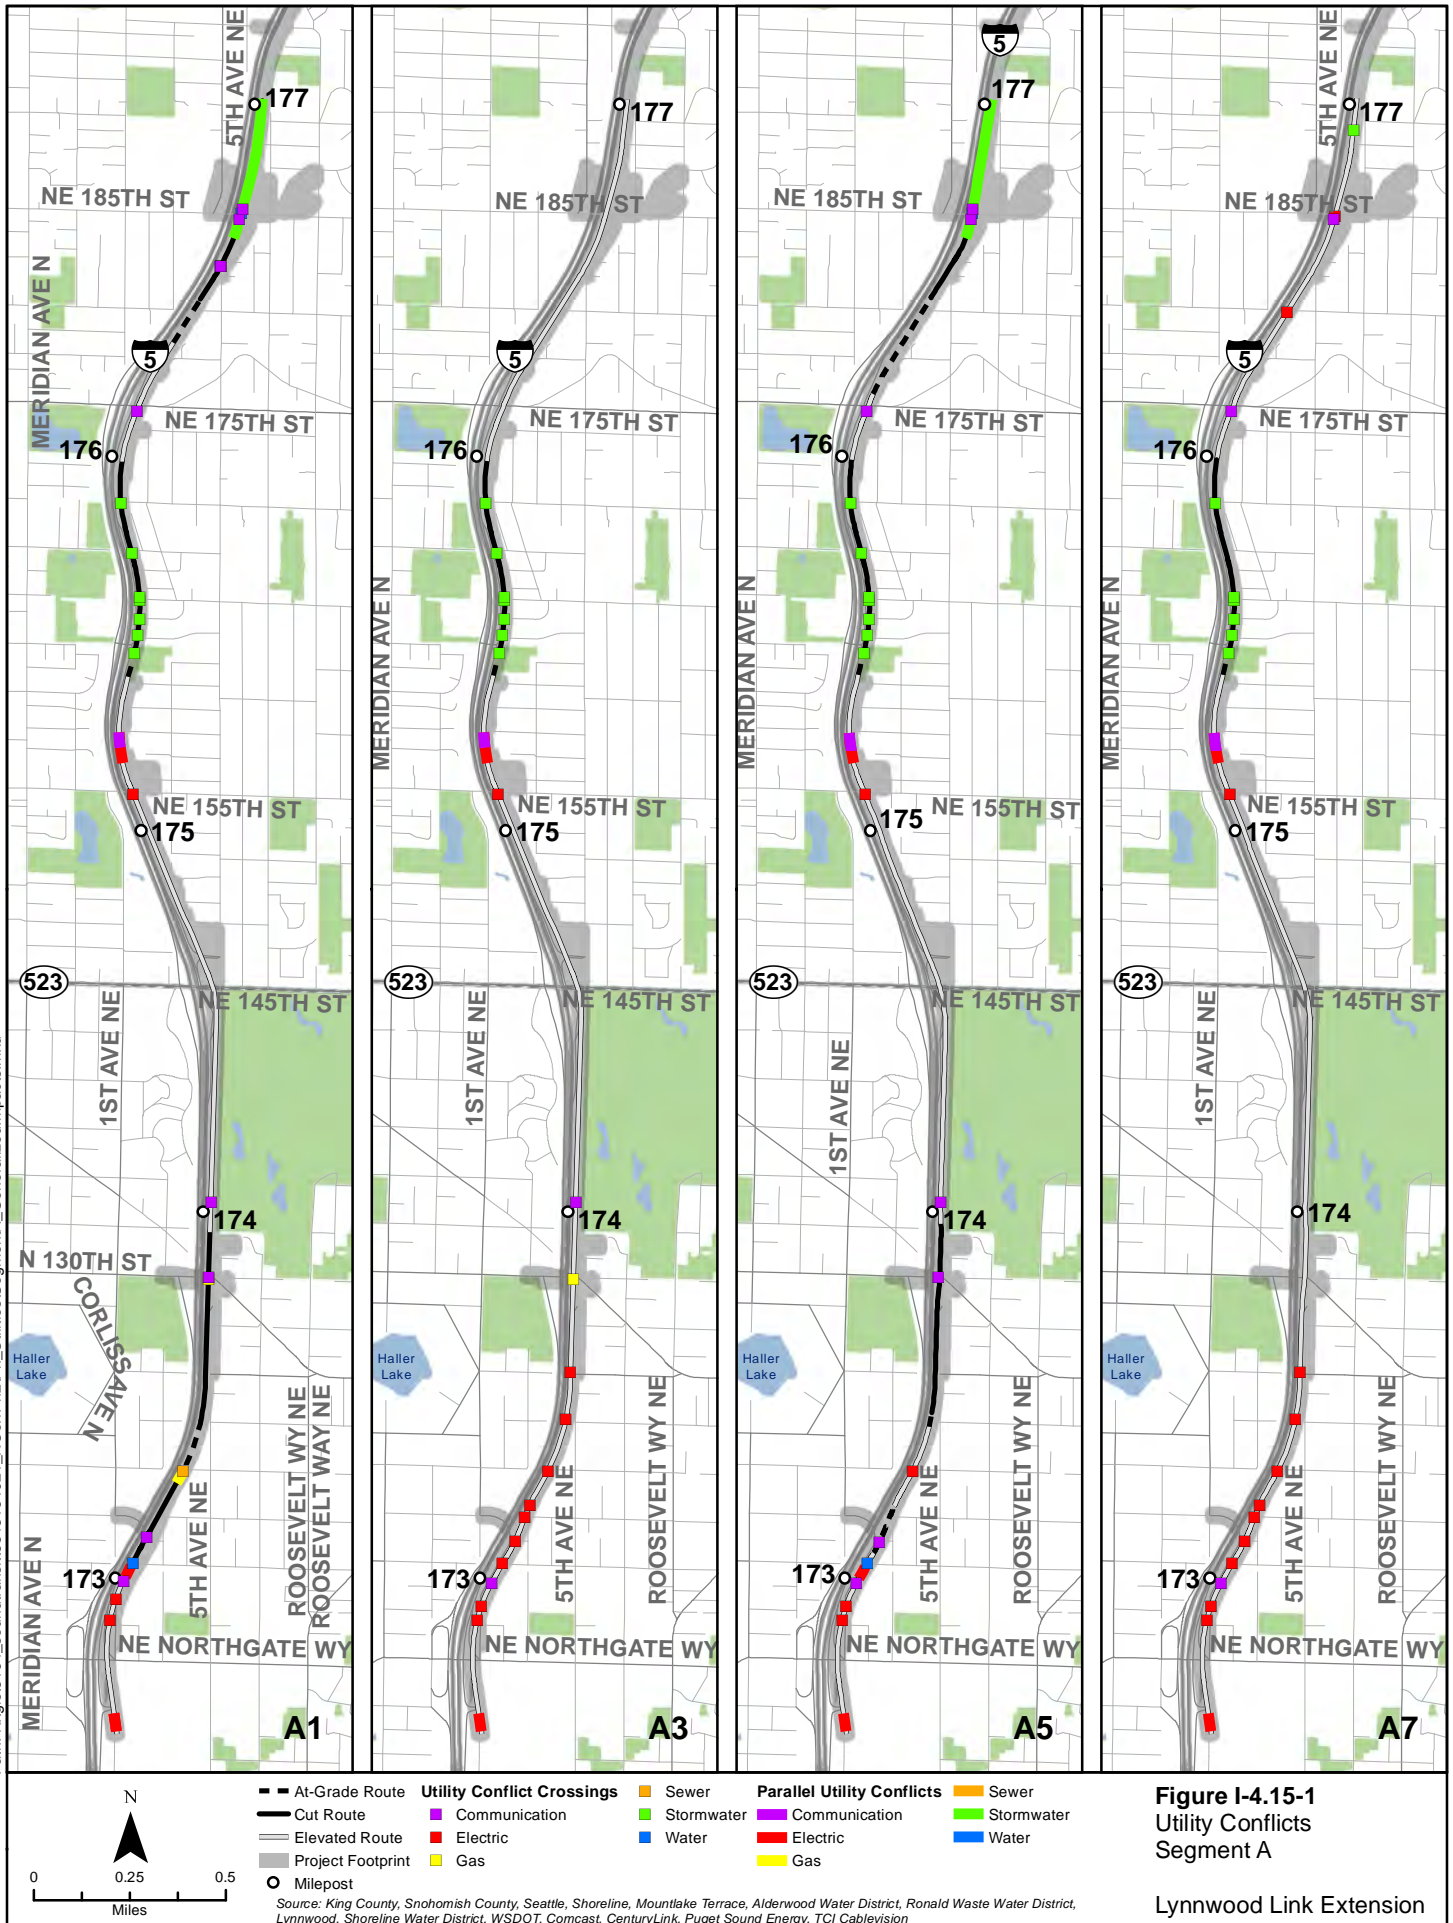 5TH AVE NE
177
NE 185TH ST
MERIDIAN AVE N
5
NE 175TH ST
176
NE 155TH ST
175
523
NE 145TH ST
1ST AVE NE
174
N 130TH ST
CORLISS AVE N
Haller
Lake
ROOSEVELT WY NE
ROOSEVELT WAY NE
5TH AVE NE
173
MERIDIAN AVE N
NE NORTHGATE WY
A1
177
NE 185TH ST
5
NE 175TH ST
176
MERIDIAN AVE N
NE 155TH ST
175
523
NE 145TH ST
1ST AVE NE
174
Haller
Lake
ROOSEVELT WY NE
5TH AVE NE
173
NE NORTHGATE WY
A3
5
177
NE 185TH ST
NE 175TH ST
176
MERIDIAN AVE N
NE 155TH ST
175
523
NE 145TH ST
1ST AVE NE
174
Haller
Lake
ROOSEVELT WY NE
5TH AVE NE
173
NE NORTHGATE WY
A5
5TH AVE NE
177
NE 185TH ST
5
NE 175TH ST
176
MERIDIAN AVE N
NE 155TH ST
175
523
NE 145TH ST
1ST AVE NE
174
Haller
Lake
ROOSEVELT WY NE
5TH AVE NE
173
NE NORTHGATE WY
A7
N
0 0.25 0.5
Miles
At-Grade Route
Cut Route
Elevated Route
Project Footprint
Milepost
Utility Conflict Crossings
Communication
Electric
Gas
Sewer
Stormwater
Water
Parallel Utility Conflicts
Communication
Electric
Gas
Sewer
Stormwater
Water
Source: King County, Snohomish County, Seattle, Shoreline, Mountlake Terrace, Alderwood Water District, Ronald Waste Water District,
Lynnwood, Shoreline Water District, WSDOT, Comcast, CenturyLink, Puget Sound Energy, TCI Cablevision
Figure I-4.15-1
Utility Conflicts
Segment A
Lynnwood Link Extension